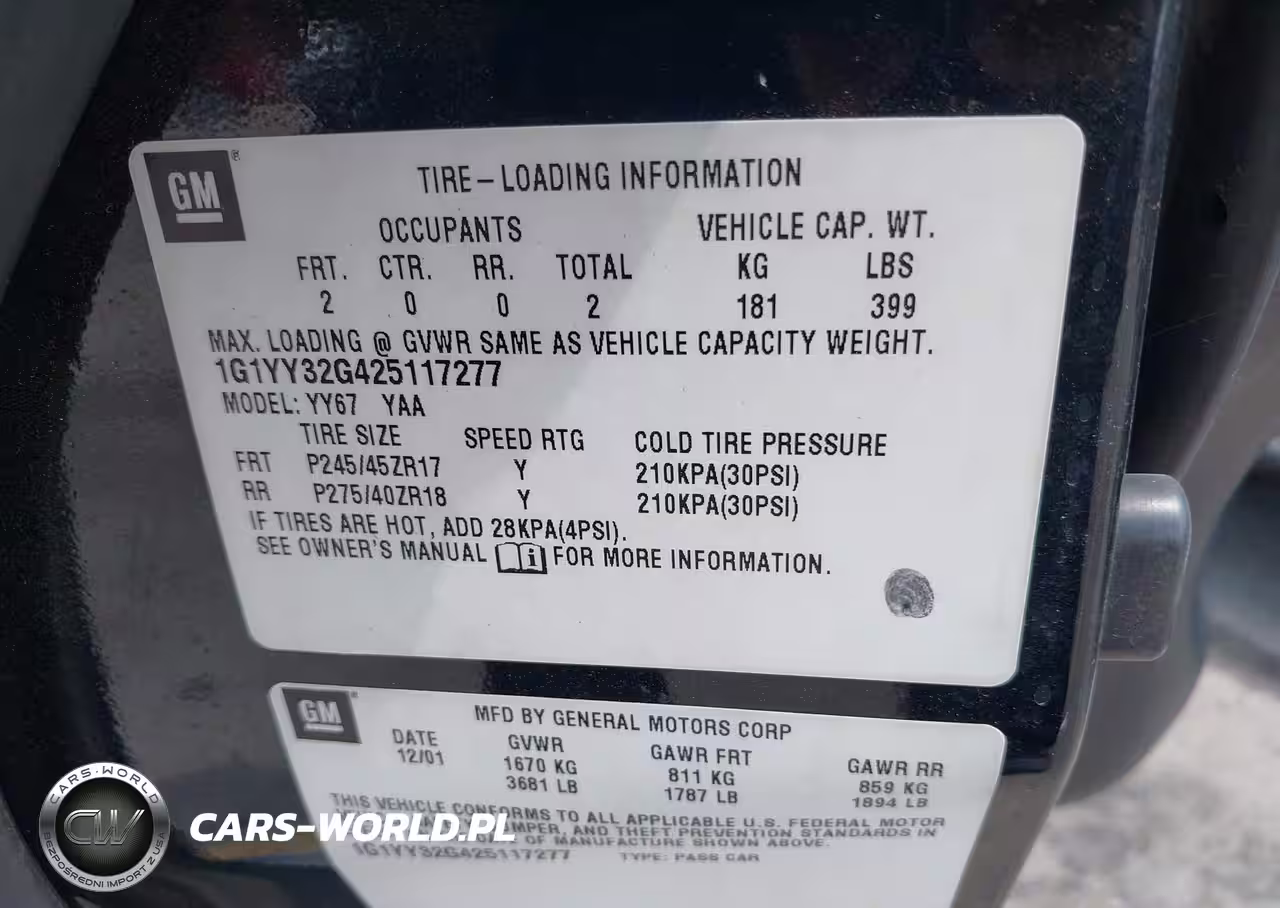 GM ®
TIRE–LOADING INFORMATION
OCCUPANTS VEHICLE CAP. WT.
FRT. CTR. RR. TOTAL KG LBS
2 0 0 2 181 399
MAX. LOADING @ GVWR SAME AS VEHICLE CAPACITY WEIGHT.
1G1YY32G425117277
MODEL: YY67 YAA
TIRE SIZE SPEED RTG COLD TIRE PRESSURE
FRT P245/45ZR17 Y 210KPA(30PSI)
RR P275/40ZR18 Y 210KPA(30PSI)
IF TIRES ARE HOT, ADD 28KPA(4PSI).
SEE OWNER'S MANUAL i FOR MORE INFORMATION.
GM ®
MFD BY GENERAL MOTORS CORP
DATE GVWR GAWR FRT GAWR RR
12/01 1670 KG 811 KG 859 KG
3681 LB 1787 LB 1894 LB
THIS VEHICLE CONFORMS TO ALL APPLICABLE U.S. FEDERAL MOTOR
AND THEFT PREVENTION STANDARDS IN
OF MANUFACTURE SHOWN ABOVE.
1G1YY32G425117277 TYPE: PASS CAR
CARS-WORLD
CW
BEZPOŚREDNI IMPORT Z USA
CARS-WORLD.PL